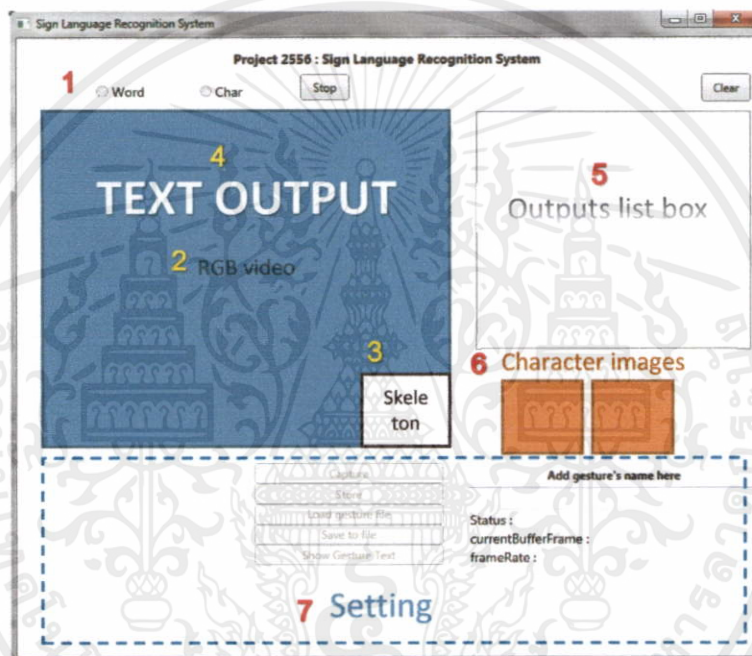 Sign Language Recognition System
Project 2556 : Sign Language Recognition System
1 Word Char Stop Clear
4
TEXT OUTPUT
2 RGB video
3
Skele
ton
5
Outputs list box
6 Character images
Capture
Store
Load gesture file
Save to file
Show Gesture Text
Add gesture's name here
Status :
currentBufferFrame :
frameRate :
7 Setting